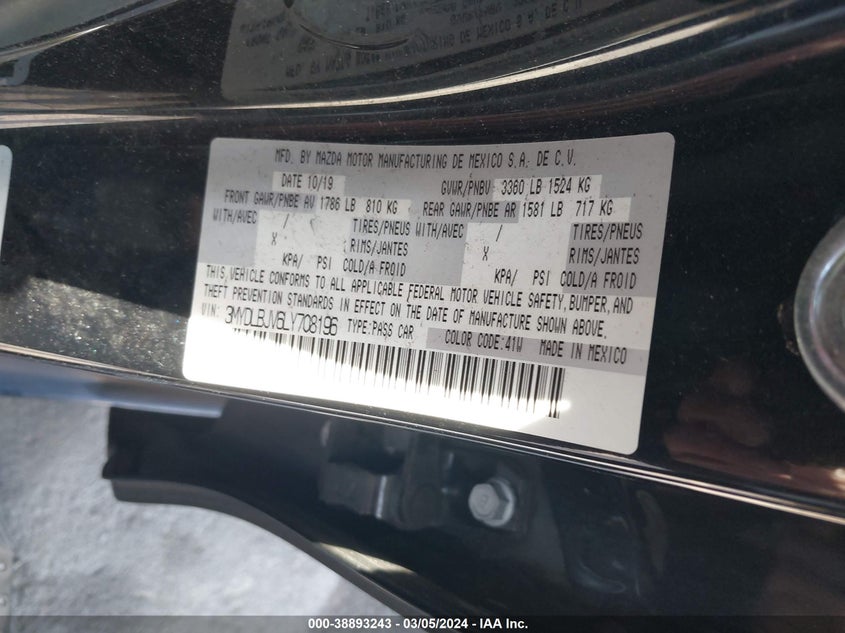 MFD. BY MAZDA MOTOR MANUFACTURING DE MEXICO S.A. DE C.V.
DATE 10/19 GVWR/PNBV 3360 LB 1524 KG
FRONT GAWR/PNBE AV 1786 LB 810 KG REAR GAWR/PNBE AR 1581 LB 717 KG
WITH/AVEC / TIRES/PNEUS WITH/AVEC / TIRES/PNEUS
X RIMS/JANTES X RIMS/JANTES
KPA/ PSI COLD/A FROID KPA/ PSI COLD/A FROID
THIS VEHICLE CONFORMS TO ALL APPLICABLE FEDERAL MOTOR VEHICLE SAFETY, BUMPER, AND
THEFT PREVENTION STANDARDS IN EFFECT ON THE DATE OF MANUFACTURE SHOWN ABOVE.
VIN: 3MYDLBJV6LY708196 TYPE:PASS CAR COLOR CODE:41W MADE IN MEXICO
000-38893243 — 03/05/2024 — IAA Inc.